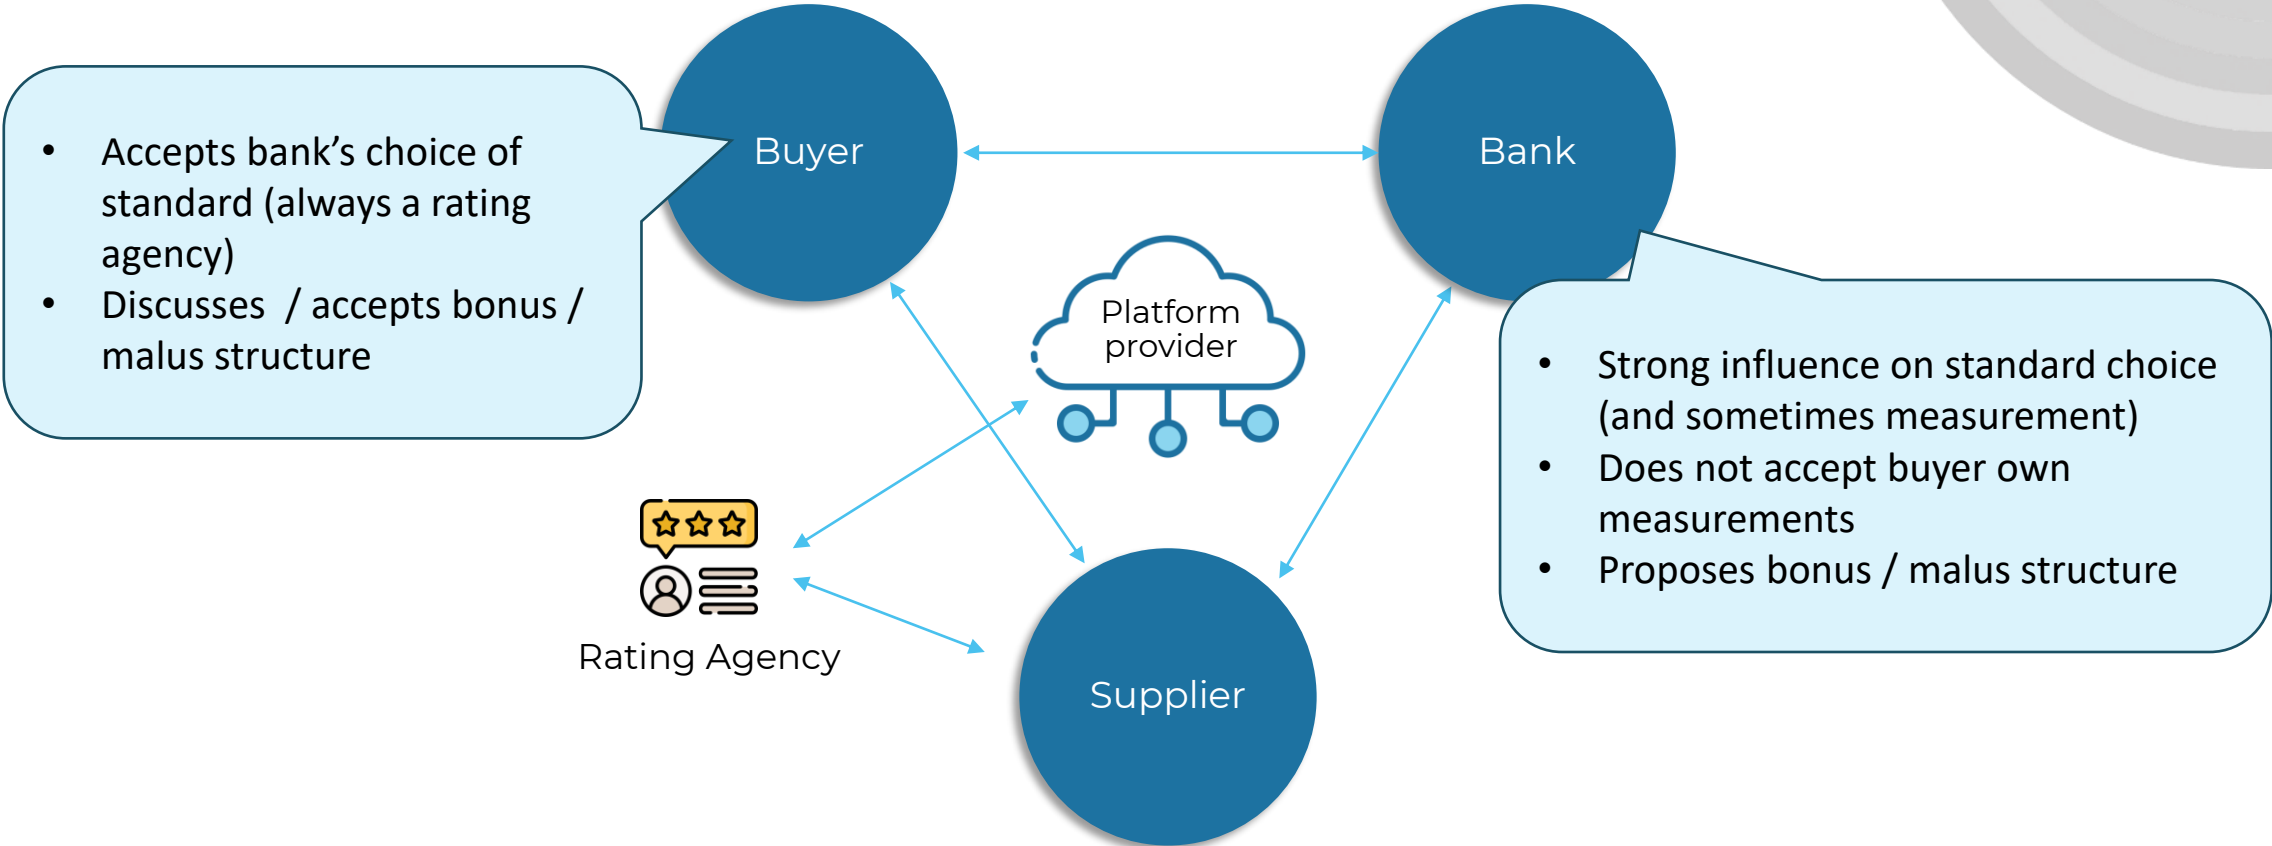 Buyer
Bank
• Accepts bank’s choice of
standard (always a rating
agency)
• Discusses  / accepts bonus /
malus structure
Platform
provider
• Strong influence on standard choice
(and sometimes measurement)
• Does not accept buyer own
measurements
• Proposes bonus / malus structure
Rating Agency
Supplier